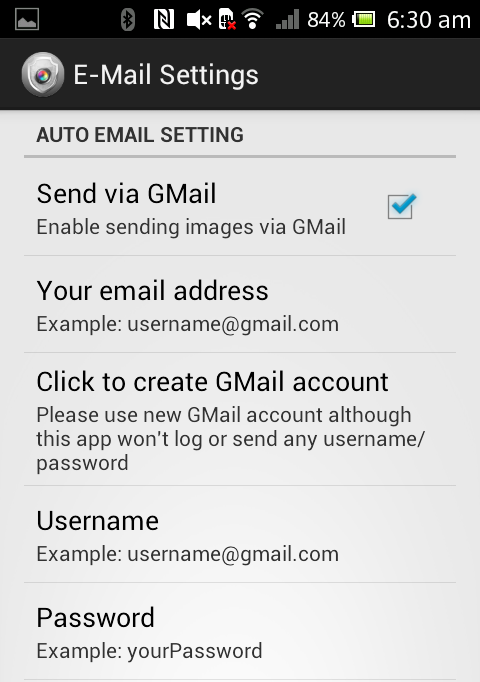 84% 6:30 am
E-Mail Settings
AUTO EMAIL SETTING
Send via GMail
Enable sending images via GMail
Your email address
Example: username@gmail.com
Click to create GMail account
Please use new GMail account although
this app won't log or send any username/
password
Username
Example: username@gmail.com
Password
Example: yourPassword